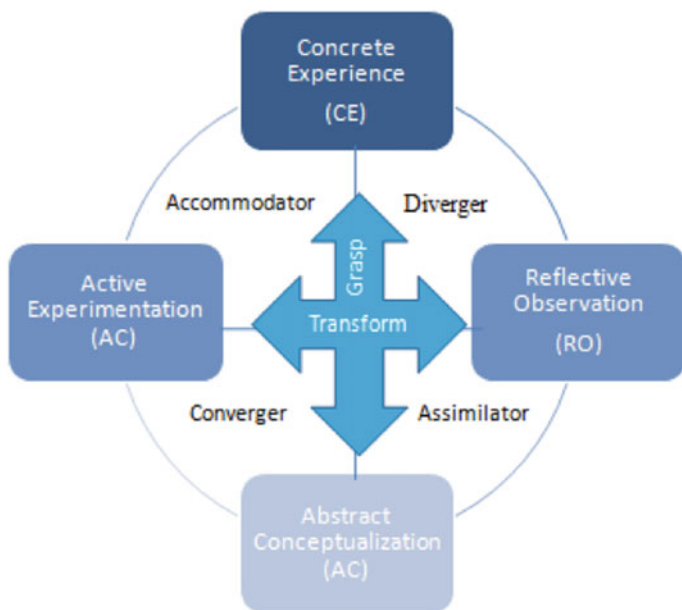 Concrete
Experience
(CE)
Accommodator
Diverger
Grasp
Active
Experimentation
(AC)
Transform
Reflective
Observation
(RO)
Converger
Assimilator
Abstract
Conceptualization
(AC)